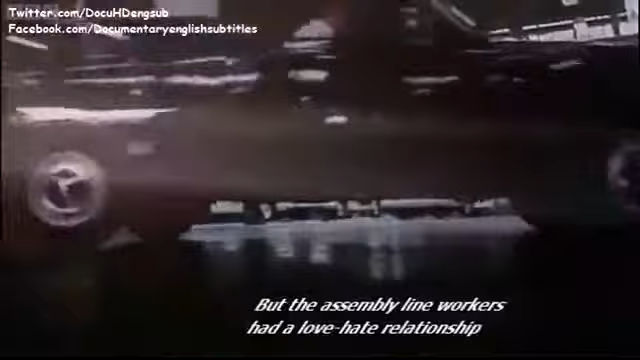 Twitter.com/DocuHDengsub
Facebook.com/Documentaryenglishsubtitles
But the assembly line workers
had a love-hate relationship